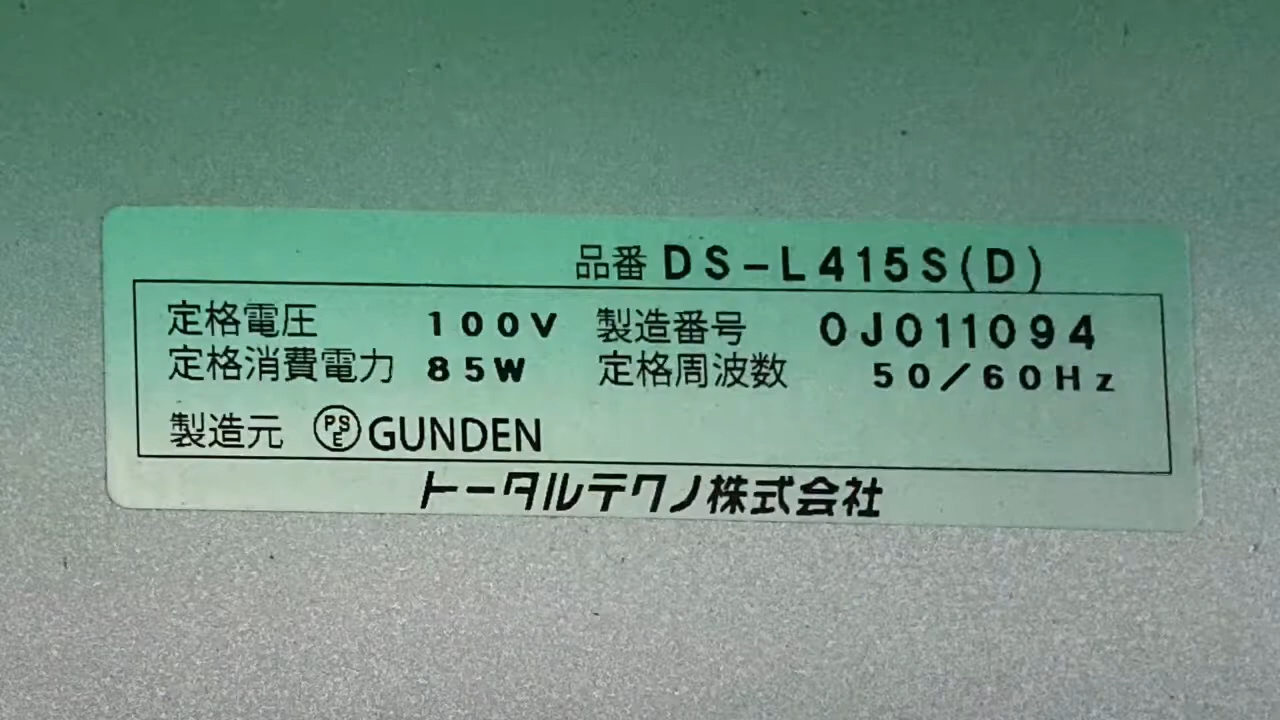 品番 DS-L415S(D)
定格電圧 100V 製造番号 0J011094
定格消費電力 85W 定格周波数 50/60Hz
製造元 PSE GUNDEN
トータルテクノ株式会社